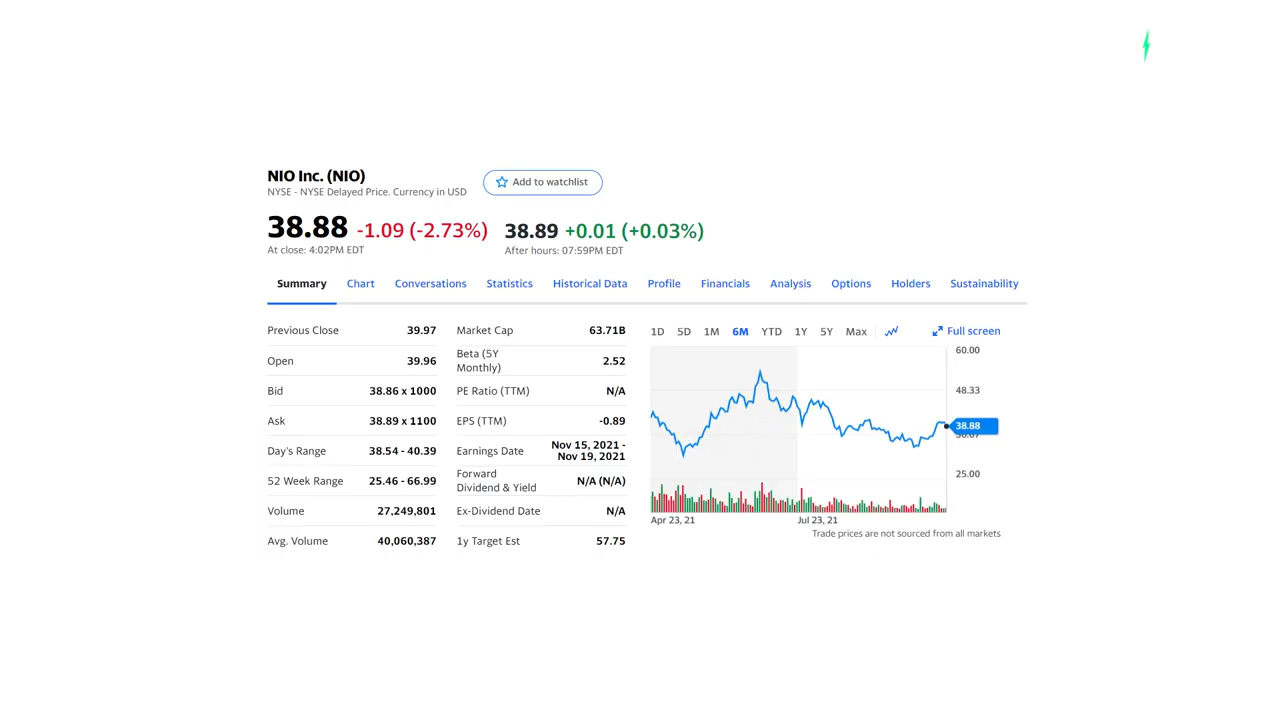 NIO Inc. (NIO)
NYSE - NYSE Delayed Price. Currency in USD
Add to watchlist
38.88 -1.09 (-2.73%)
At close: 4:02PM EDT
38.89 +0.01 (+0.03%)
After hours: 07:59PM EDT
Summary Chart Conversations Statistics Historical Data Profile Financials Analysis Options Holders Sustainability
Previous Close 39.97
Open 39.96
Bid 38.86 x 1000
Ask 38.89 x 1100
Day's Range 38.54 - 40.39
52 Week Range 25.46 - 66.99
Volume 27,249,801
Avg. Volume 40,060,387
Market Cap 63.71B
Beta (5Y
Monthly) 2.52
PE Ratio (TTM) N/A
EPS (TTM) -0.89
Earnings Date Nov 15, 2021 -
Nov 19, 2021
Forward
Dividend & Yield N/A (N/A)
Ex-Dividend Date N/A
1y Target Est 57.75
1D 5D 1M 6M YTD 1Y 5Y Max Full screen
60.00
48.33
38.88
25.00
Apr 23, 21 Jul 23, 21
Trade prices are not sourced from all markets